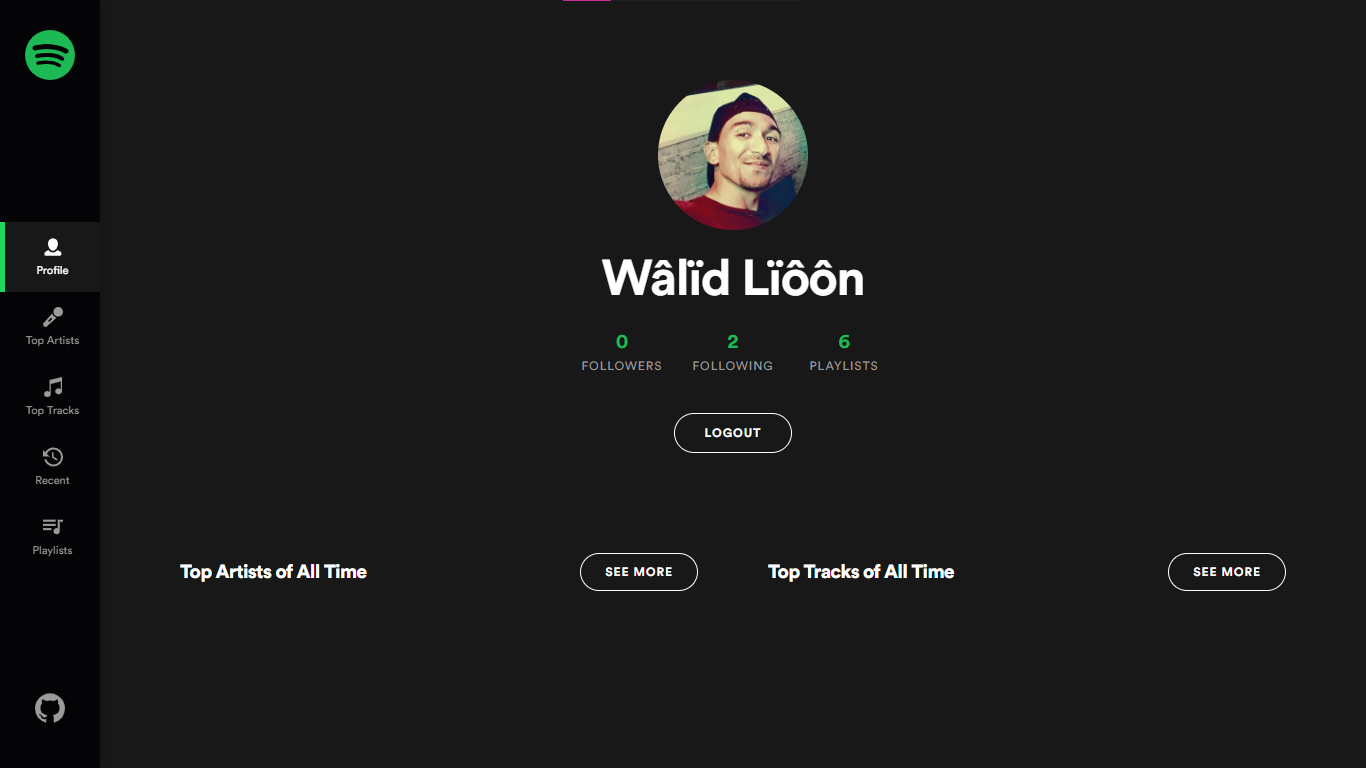 Profile
Top Artists
Top Tracks
Recent
Playlists
Wâlïd Lïôôn
0 2 6
FOLLOWERS FOLLOWING PLAYLISTS
LOGOUT
Top Artists of All Time SEE MORE
Top Tracks of All Time SEE MORE